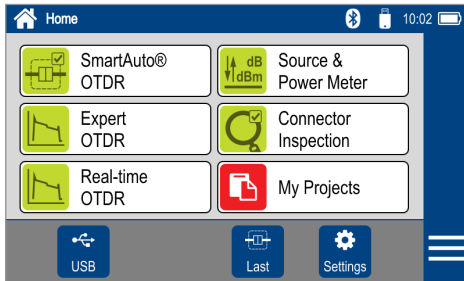 Home
10:02
SmartAuto®
OTDR
dB
dBm
Source &
Power Meter
Expert
OTDR
Connector
Inspection
Real-time
OTDR
My Projects
USB
Last
Settings